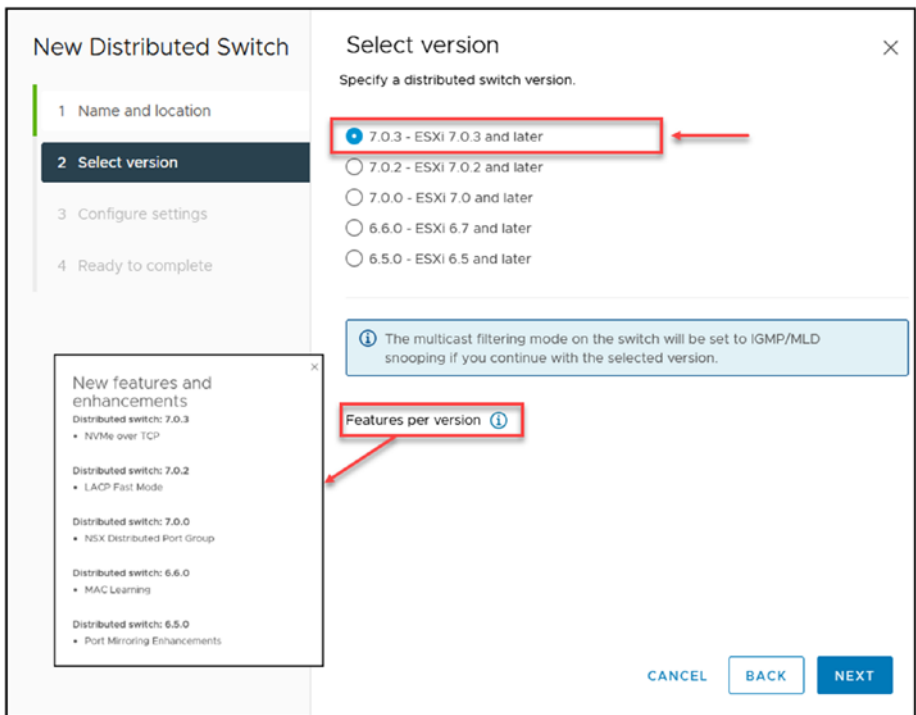 New Distributed Switch
1 Name and location
2 Select version
3 Configure settings
4 Ready to complete
Select version
Specify a distributed switch version.
7.0.3 - ESXi 7.0.3 and later
7.0.2 - ESXi 7.0.2 and later
7.0.0 - ESXi 7.0 and later
6.6.0 - ESXi 6.7 and later
6.5.0 - ESXi 6.5 and later
The multicast filtering mode on the switch will be set to IGMP/MLD
snooping if you continue with the selected version.
Features per version
New features and
enhancements
Distributed switch: 7.0.3
• NVMe over TCP
Distributed switch: 7.0.2
• LACP Fast Mode
Distributed switch: 7.0.0
• NSX Distributed Port Group
Distributed switch: 6.6.0
• MAC Learning
Distributed switch: 6.5.0
• Port Mirroring Enhancements
CANCEL
BACK
NEXT